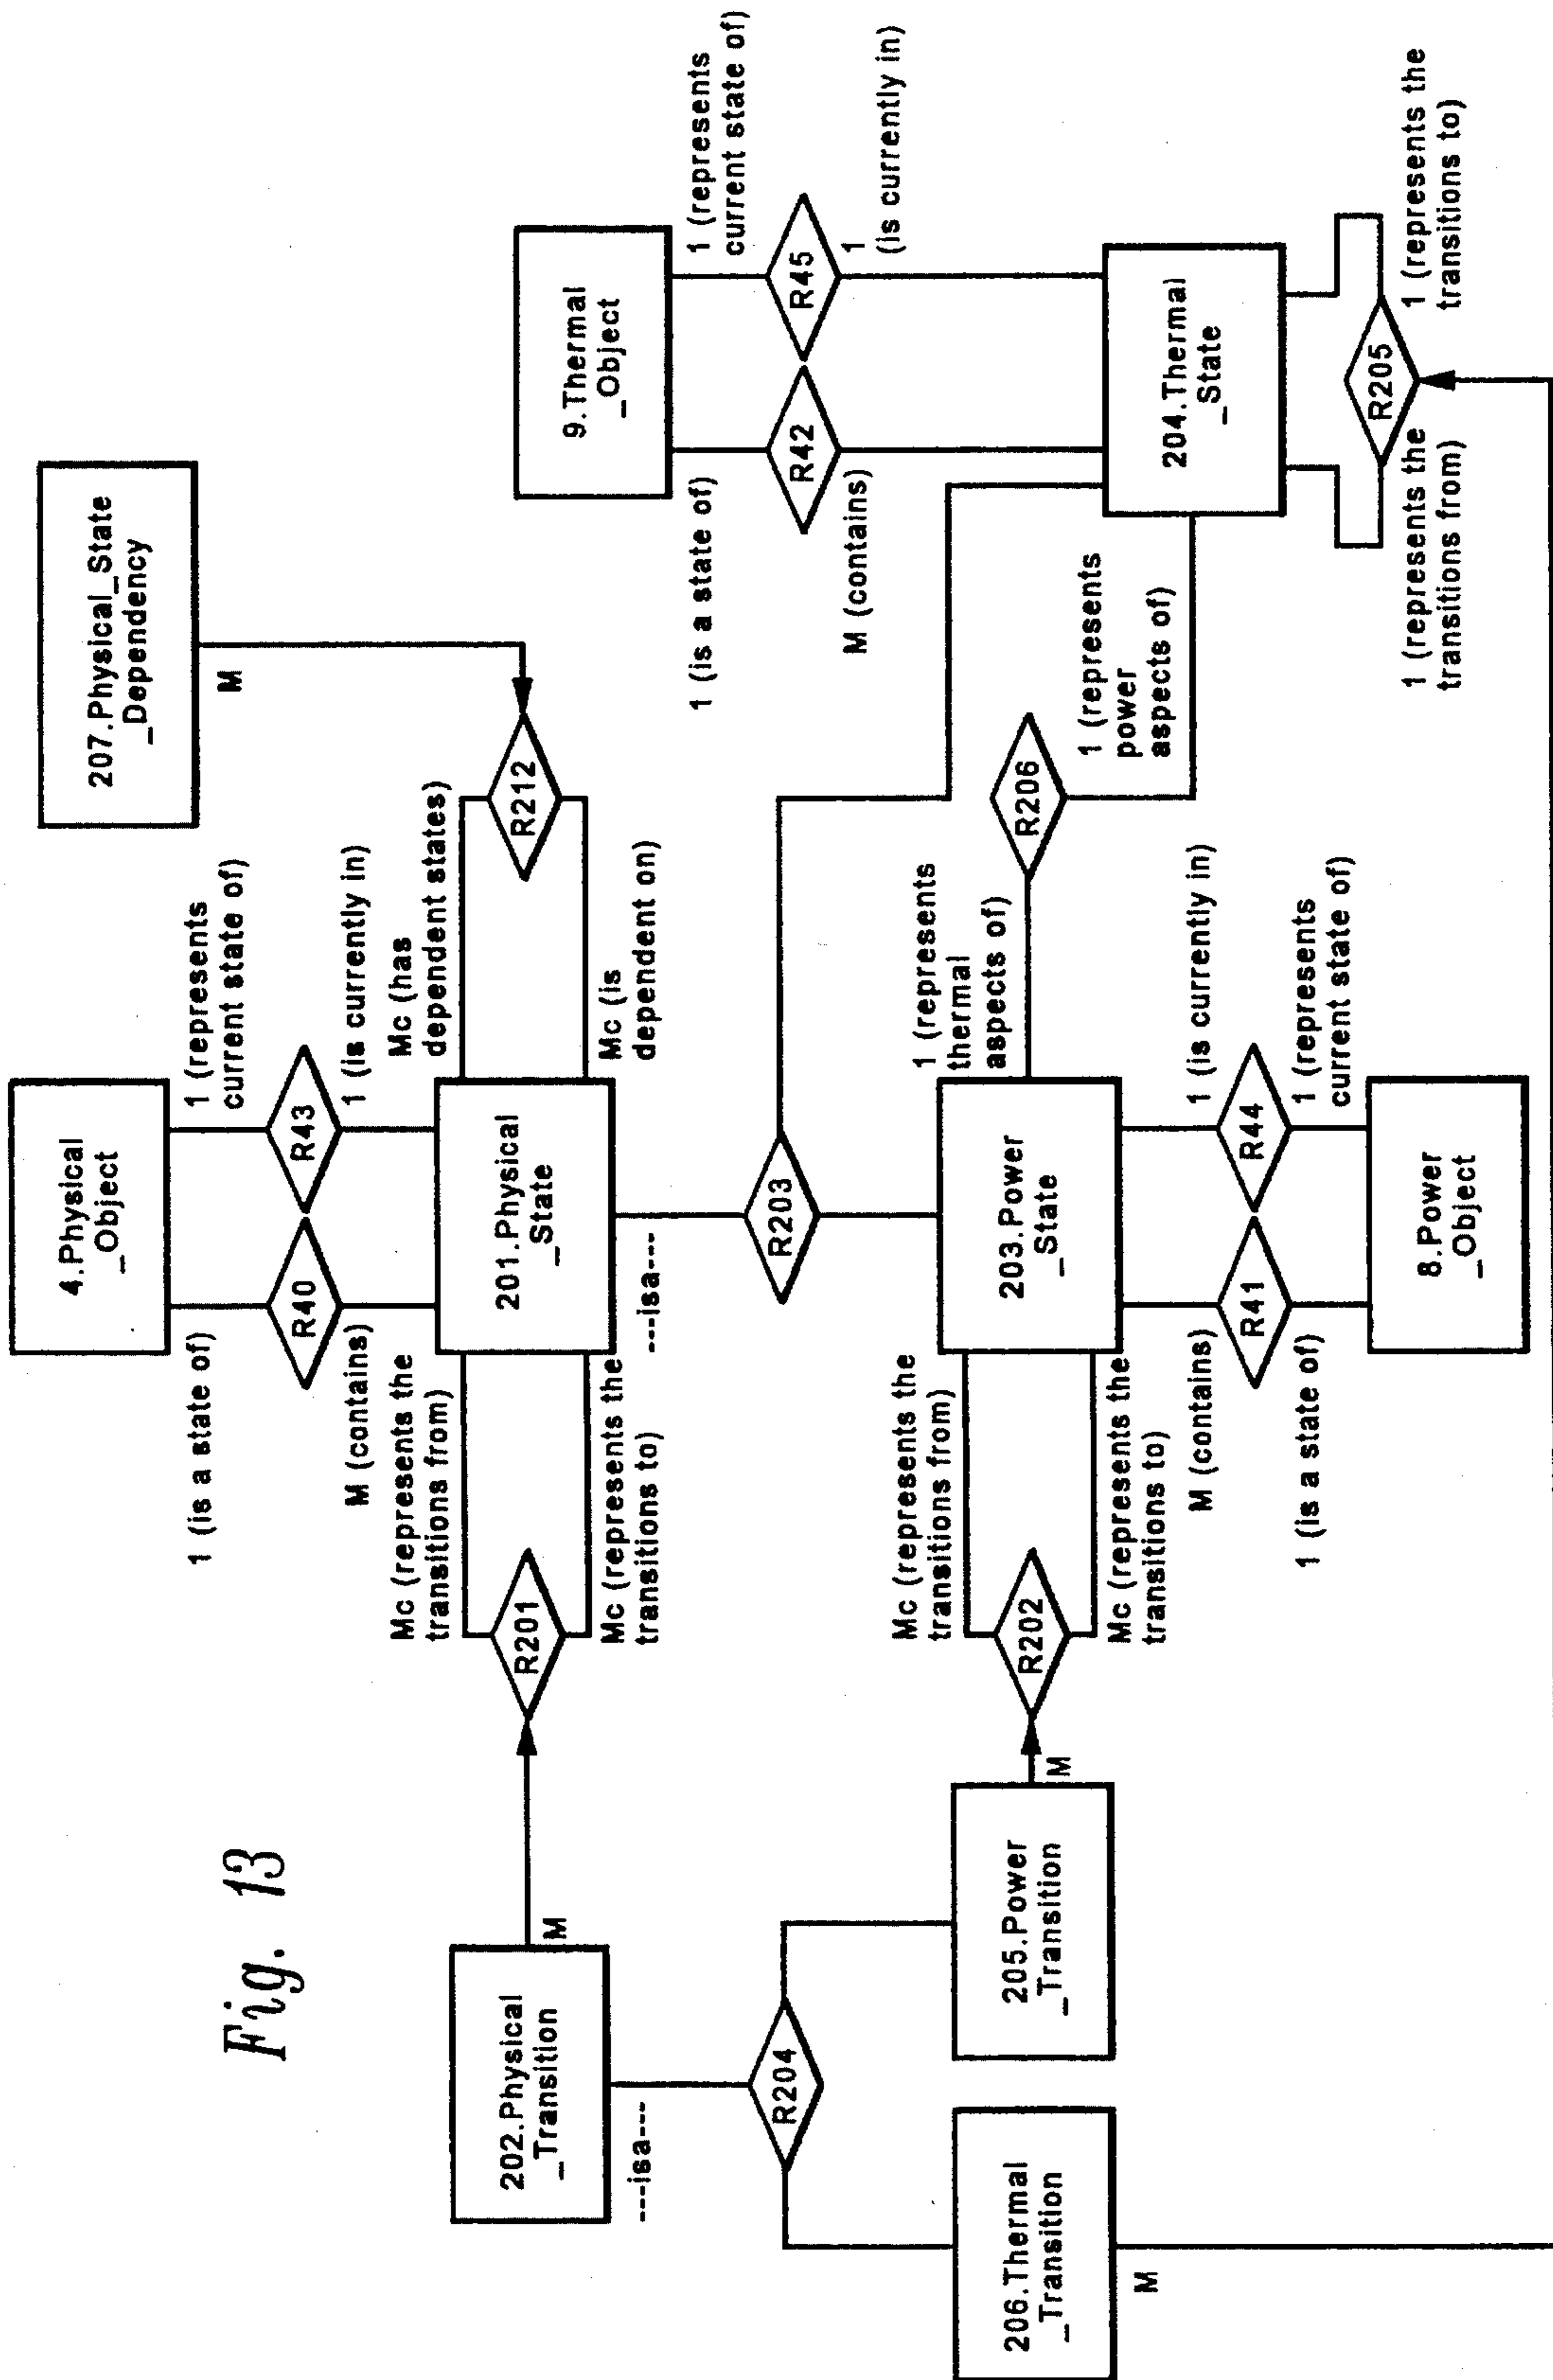 4.Physical
_Object
207.Physical_State
_Dependency
1 (is a state of)
1 (represents
current state of)
M
Fig. 13
R40
R43
M (contains)
1 (is currently in)
Mc (represents the
transitions from)
Mc (has
dependent states)
202.Physical
_Transition
M
R201
201.Physical
_State
R212
9.Thermal
_Object
Mc (represents the
transitions to)
Mc (is
dependent on)
---isa---
---isa---
1 (is a state of)
1 (represents
current state of)
R204
R203
R42
R45
M (contains)
1
(is currently in)
Mc (represents the
transitions from)
1 (represents
thermal
aspects of)
206.Thermal
_Transition
205.Power
_Transition
M
R202
203.Power
_State
R206
1 (represents
power
aspects of)
204.Thermal
_State
Mc (represents the
transitions to)
M
M (contains)
1 (is currently in)
R41
R44
1 (is a state of)
1 (represents
current state of)
R205
8.Power
_Object
1 (represents the
transitions from)
1 (represents the
transitions to)